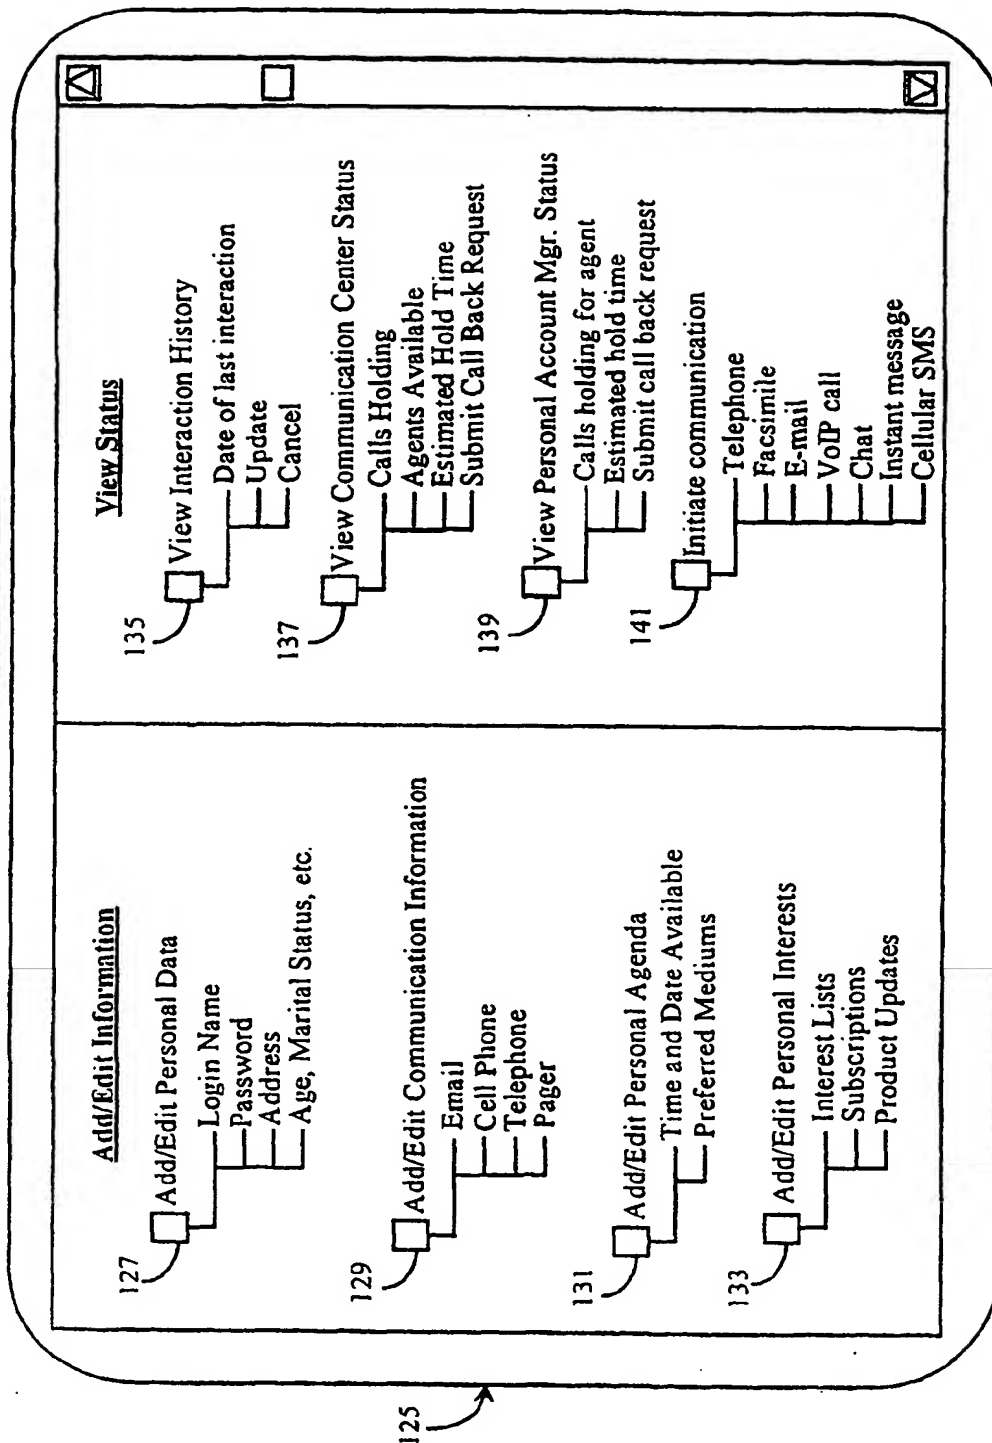 Add/Edit Information
127
Add/Edit Personal Data
Login Name
Password
Address
Age, Marital Status, etc.
129
Add/Edit Communication Information
Email
Cell Phone
Telephone
Pager
131
Add/Edit Personal Agenda
Time and Date Available
Preferred Mediums
133
Add/Edit Personal Interests
Interest Lists
Subscriptions
Product Updates
View Status
135
View Interaction History
Date of last interaction
Update
Cancel
137
View Communication Center Status
Calls Holding
Agents Available
Estimated Hold Time
Submit Call Back Request
139
View Personal Account Mgr. Status
Calls holding for agent
Estimated hold time
Submit call back request
141
Initiate communication
Telephone
Facsimile
E-mail
VoIP call
Chat
Instant message
Cellular SMS
125